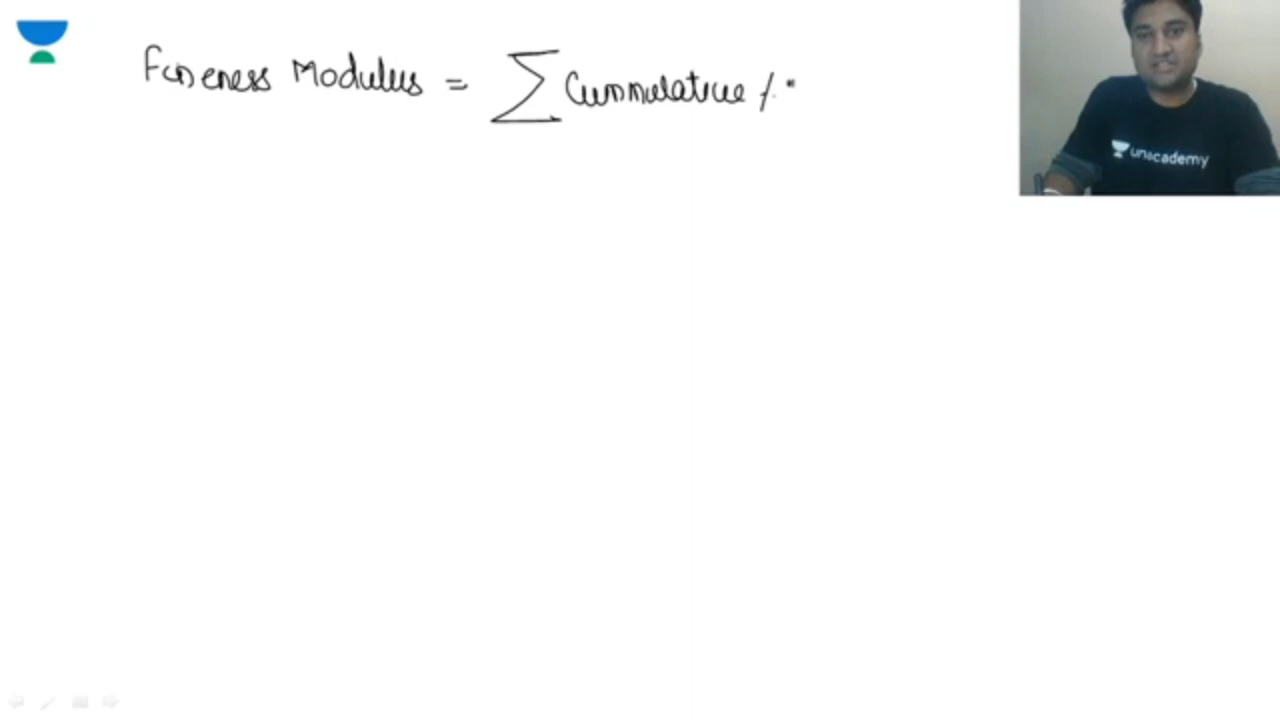 Fineness Modulus = ∑ Cummulative %
unacademy